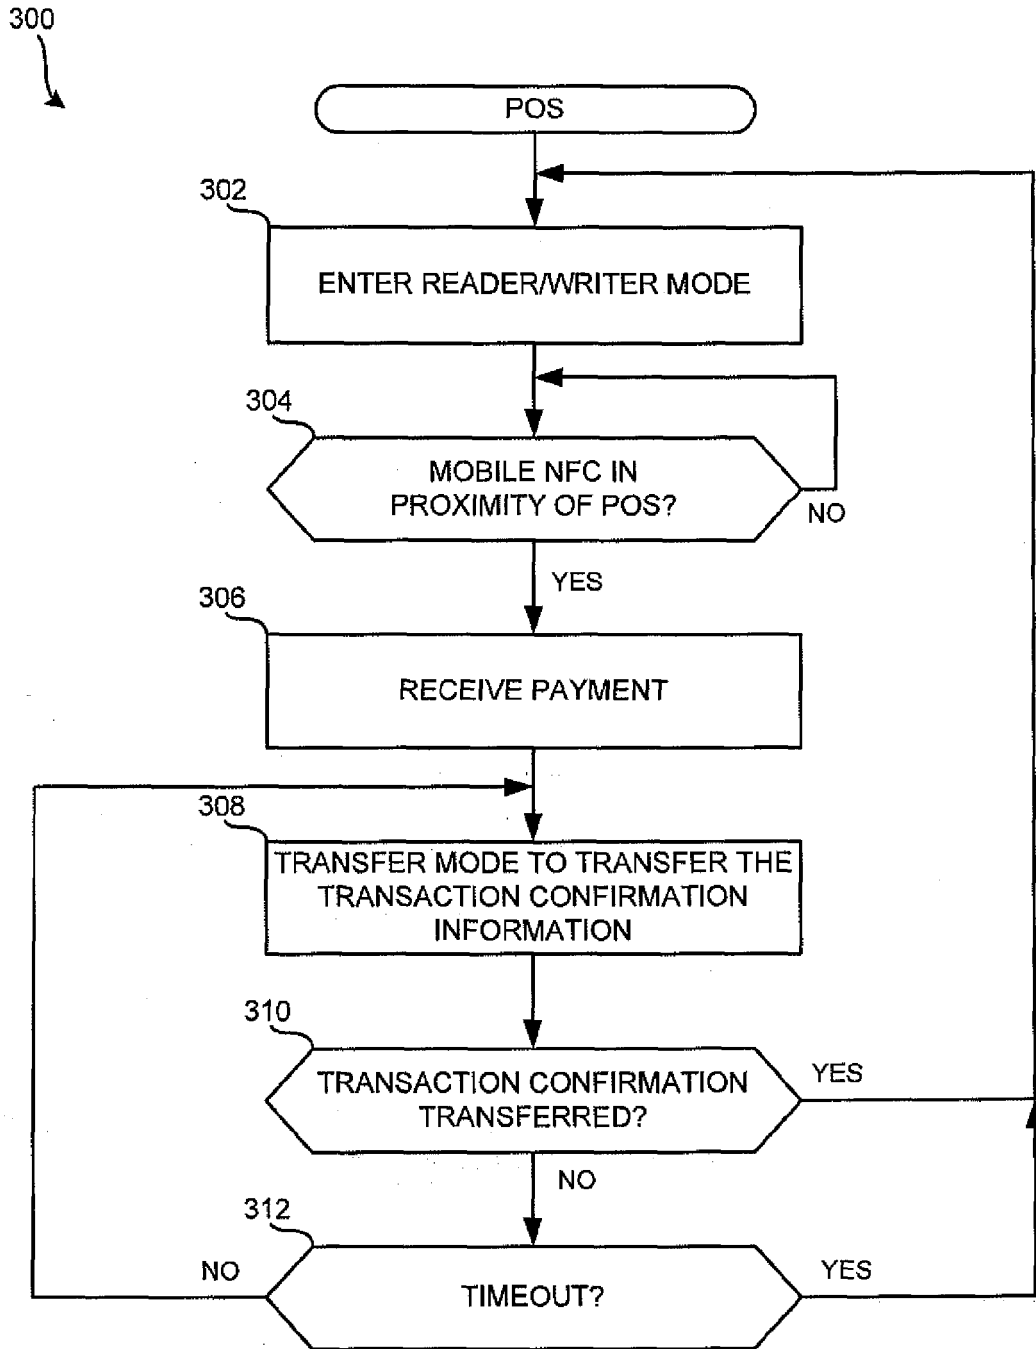 300
POS
302
ENTER READER/WRITER MODE
304
MOBILE NFC IN
PROXIMITY OF POS?
NO
YES
306
RECEIVE PAYMENT
308
TRANSFER MODE TO TRANSFER THE
TRANSACTION CONFIRMATION
INFORMATION
310
TRANSACTION CONFIRMATION
TRANSFERRED?
YES
NO
312
NO
TIMEOUT?
YES